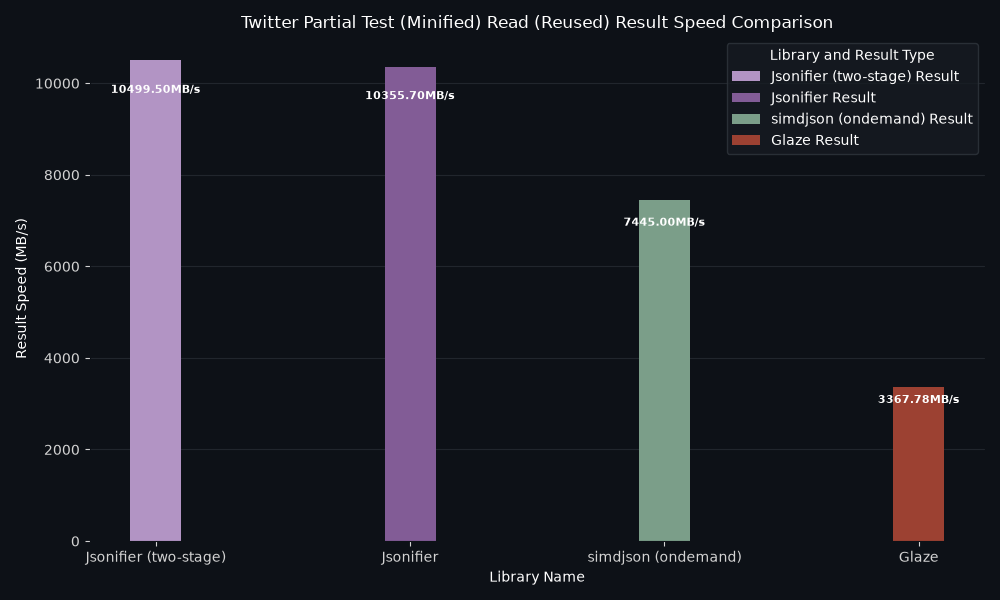 Twitter Partial Test (Minified) Read (Reused) Result Speed Comparison
Library and Result Type
Jsonifier (two-stage) Result
Jsonifier Result
simdjson (ondemand) Result
Glaze Result
Result Speed (MB/s)
10000
8000
6000
4000
2000
0
10499.50MB/s
10355.70MB/s
7445.00MB/s
3367.78MB/s
Jsonifier (two-stage)
Jsonifier
simdjson (ondemand)
Glaze
Library Name